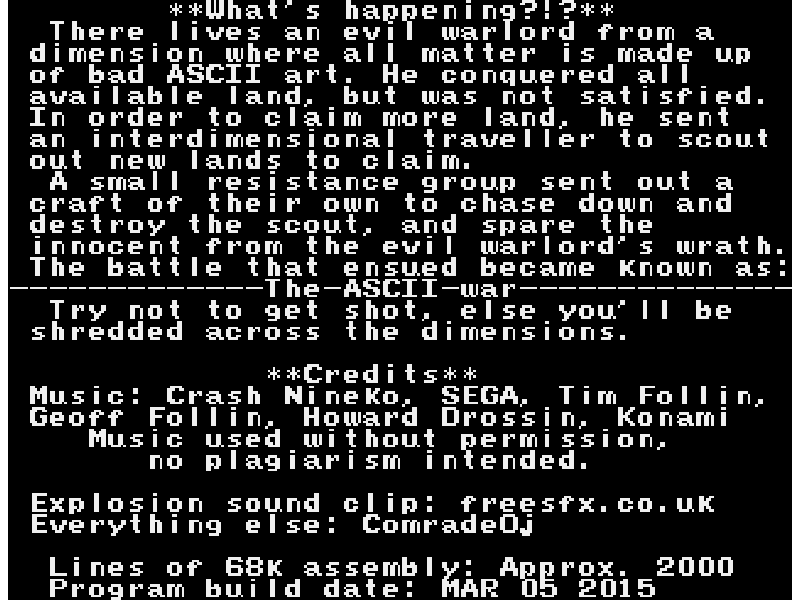 **What's happening?!?**
There lives an evil warlord from a
dimension where all matter is made up
of bad ASCII art. He conquered all
available land, but was not satisfied.
In order to claim more land, he sent
an interdimensional traveller to scout
out new lands to claim.
A small resistance group sent out a
craft of their own to chase down and
destroy the scout, and spare the
innocent from the evil warlord's wrath.
The battle that ensued became known as:
-------------The-ASCII-war--------------
Try not to get shot, else you'll be
shredded across the dimensions.
**Credits**
Music: Crash NineKo, SEGA, Tim Follin,
Geoff Follin, Howard Drossin, Konami
Music used without permission,
no plagiarism intended.
Explosion sound clip: freesfx.co.uk
Everything else: ComradeOj
Lines of 68K assembly: Approx. 2000
Program build date: MAR 05 2015